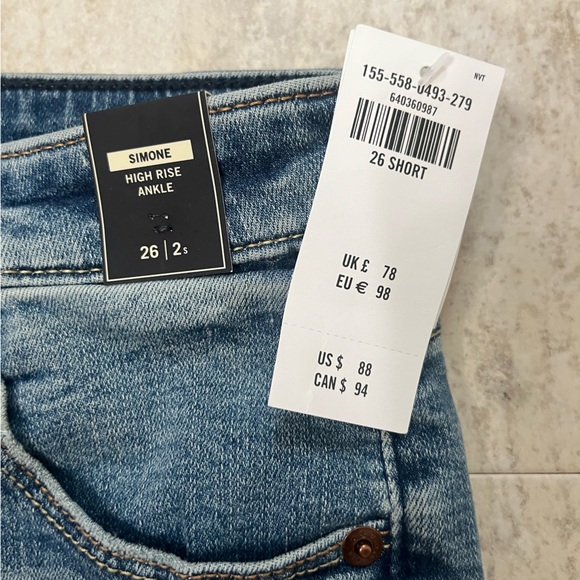 SIMONE
HIGH RISE
ANKLE
26 | 2s
NVT
155-558-0493-279
640360987
26 SHORT
UK £ 78
EU € 98
US $ 88
CAN $ 94